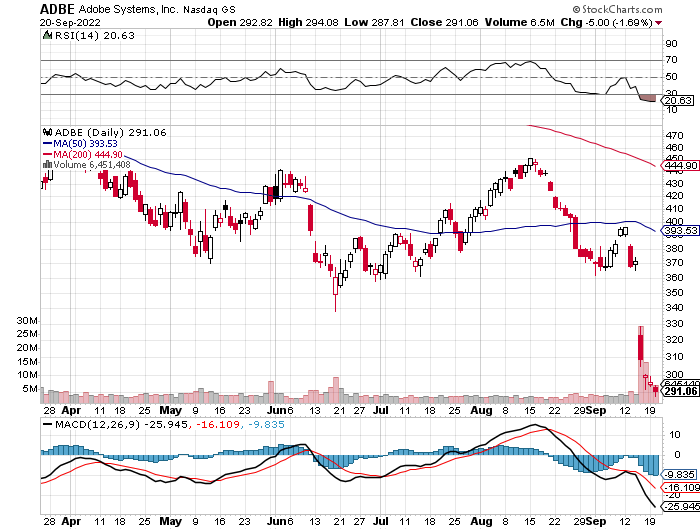 ADBE Adobe Systems, Inc. Nasdaq GS © StockCharts.com
20-Sep-2022 Open 292.82 High 294.08 Low 287.81 Close 291.06 Volume 6.5M Chg -5.00 (-1.69%)
RSI(14) 20.63
90
70
50
30
20.63
10
ADBE (Daily) 291.06
MA(50) 393.53
MA(200) 444.90
Volume 6,451,408
470
460
450
444.90
430
420
410
400
393.53
380
370
360
350
340
330
320
310
300
291.06
30M
25M
20M
15M
10M
5M
28 Apr 11 18 25 May 9 16 23 Jun 6 13 21 27 Jul 11 18 25 Aug 8 15 22 29 Sep 12 19
MACD(12,26,9) -25.945, -16.109, -9.835
10
0
-9.835
-16.109
-20
-25.945
28 Apr 11 18 25 May 9 16 23 Jun 6 13 21 27 Jul 11 18 25 Aug 8 15 22 29 Sep 12 19